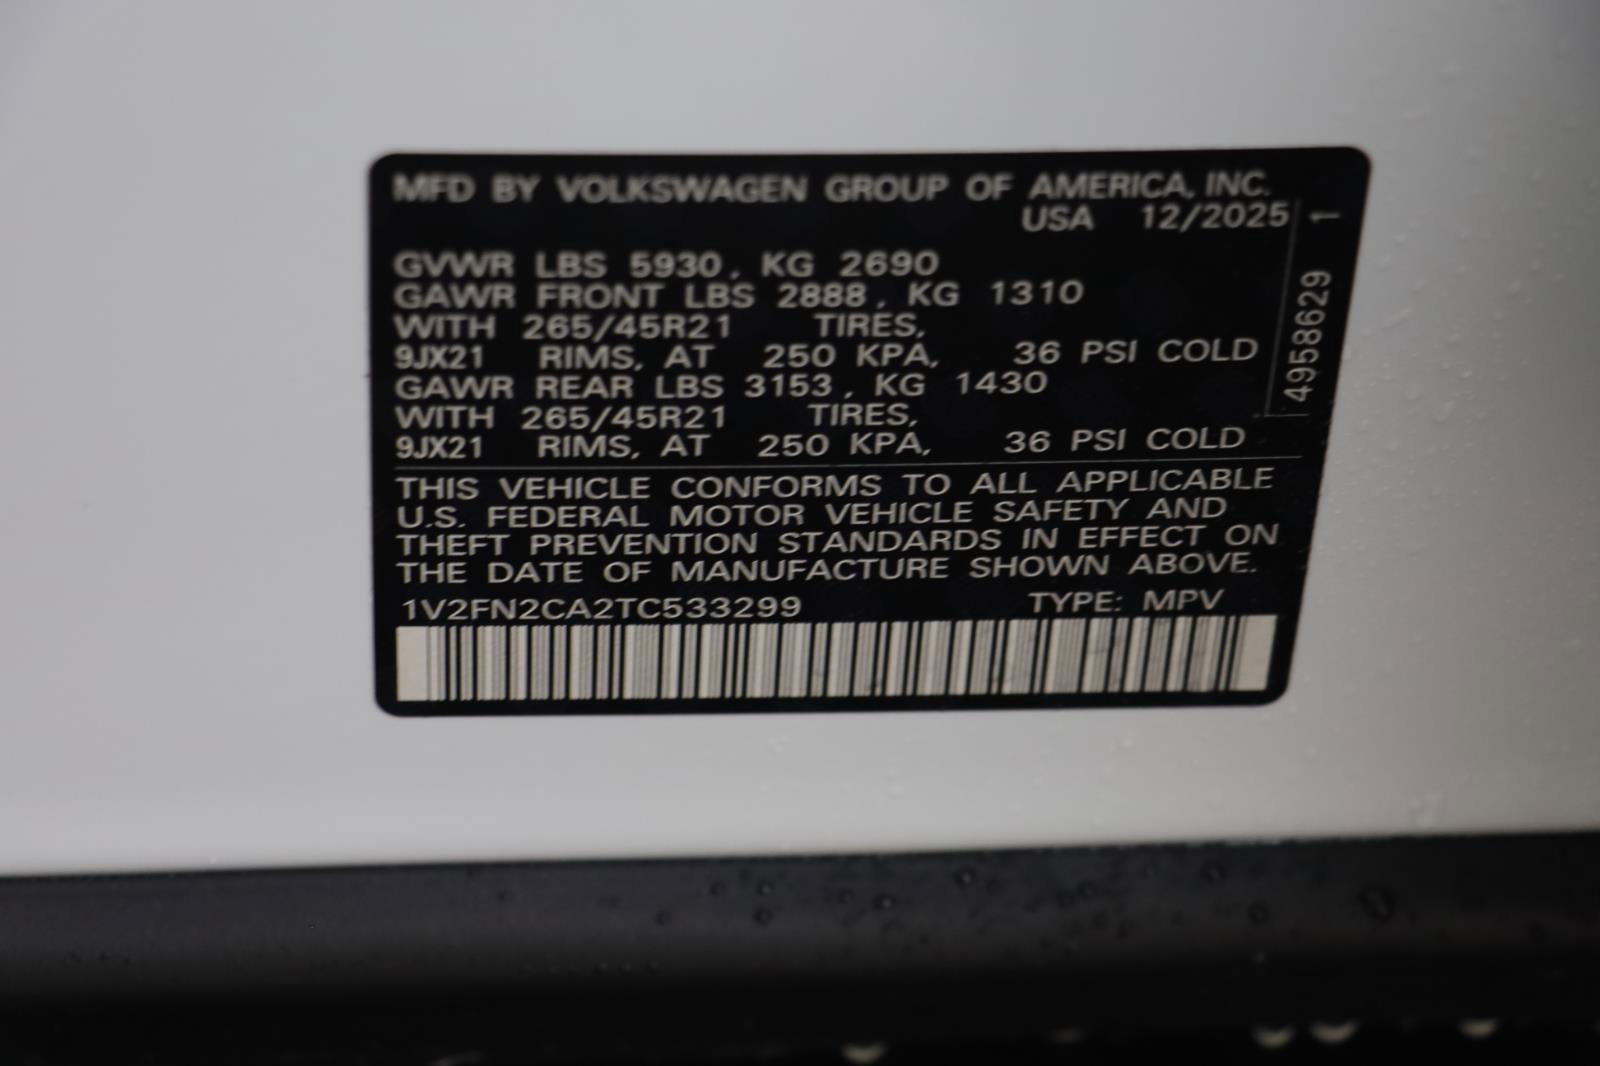 MFD BY VOLKSWAGEN GROUP OF AMERICA, INC.
USA 12/2025
GVWR LBS 5930, KG 2690
GAWR FRONT LBS 2888, KG 1310
WITH 265/45R21 TIRES,
9JX21 RIMS, AT 250 KPA, 36 PSI COLD
GAWR REAR LBS 3153, KG 1430
WITH 265/45R21 TIRES,
9JX21 RIMS, AT 250 KPA, 36 PSI COLD
THIS VEHICLE CONFORMS TO ALL APPLICABLE
U.S. FEDERAL MOTOR VEHICLE SAFETY AND
THEFT PREVENTION STANDARDS IN EFFECT ON
THE DATE OF MANUFACTURE SHOWN ABOVE.
1V2FN2CA2TC533299 TYPE: MPV
4958629 1